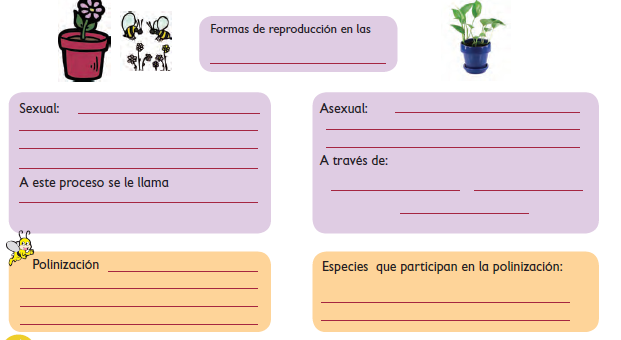 Formas de reproducción en las
Sexual:
A este proceso se le llama
Asexual:
A través de:
Polinización
Especies que participan en la polinización: